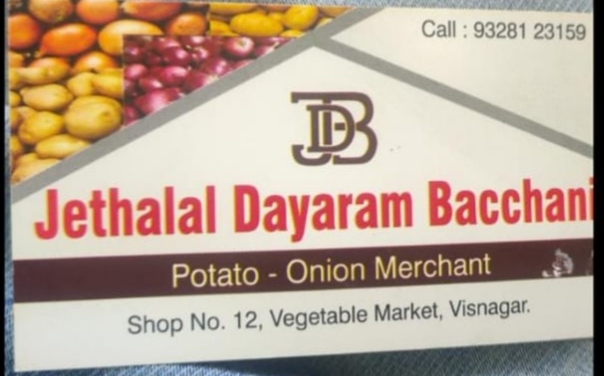 Call : 93281 23159
JDB
Jethalal Dayaram Bacchani
Potato - Onion Merchant
Shop No. 12, Vegetable Market, Visnagar.